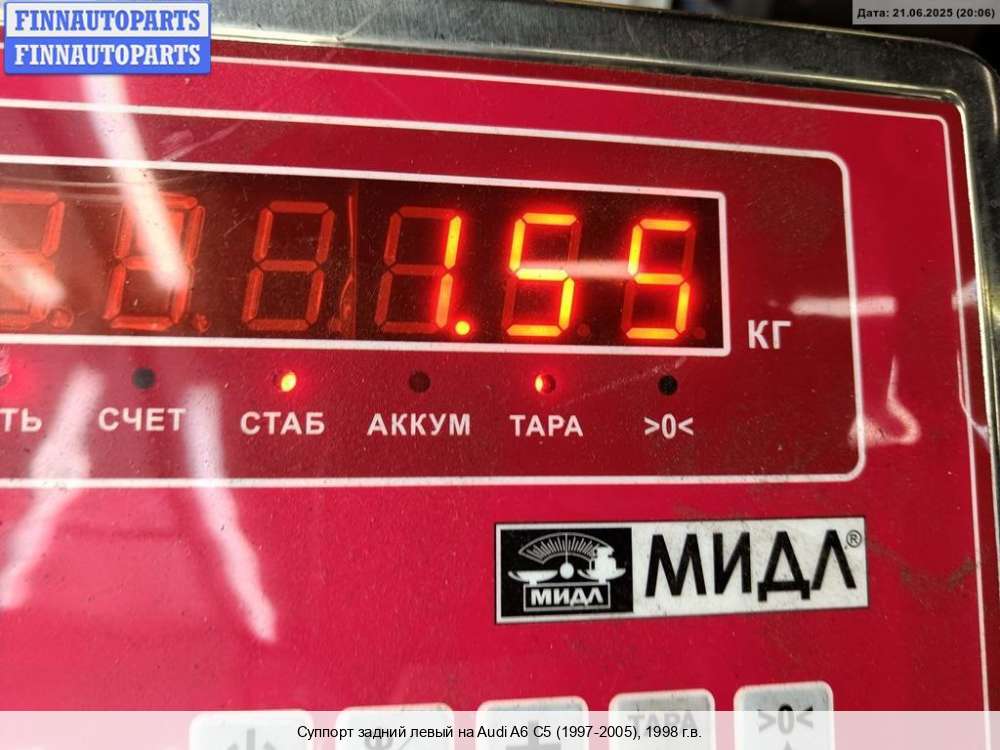 FINNAUTOPARTS
FINNAUTOPARTS
Дата: 21.06.2025 (20:06)
1.55
КГ
ТЬ СЧЕТ СТАБ АККУМ ТАРА >0<
МИДЛ
МИДЛ®
ТАРА >0<
Суппорт задний левый на Audi A6 C5 (1997-2005), 1998 г.в.